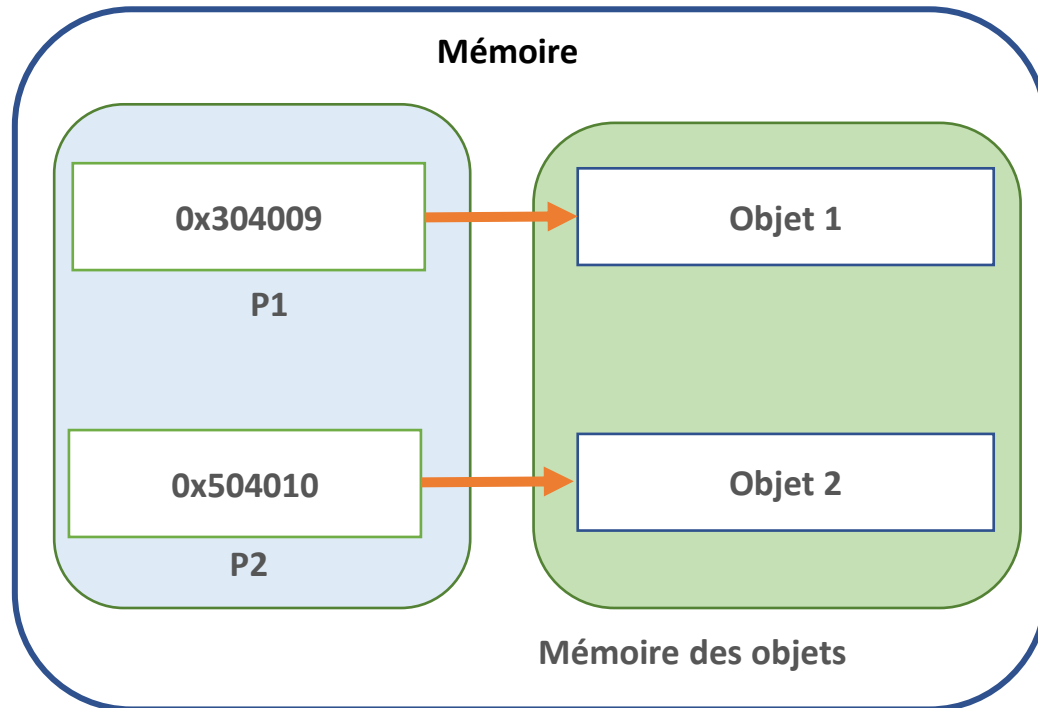 Mémoire
0x304009
Objet 1
P1
0x504010
Objet 2
P2
Mémoire des objets